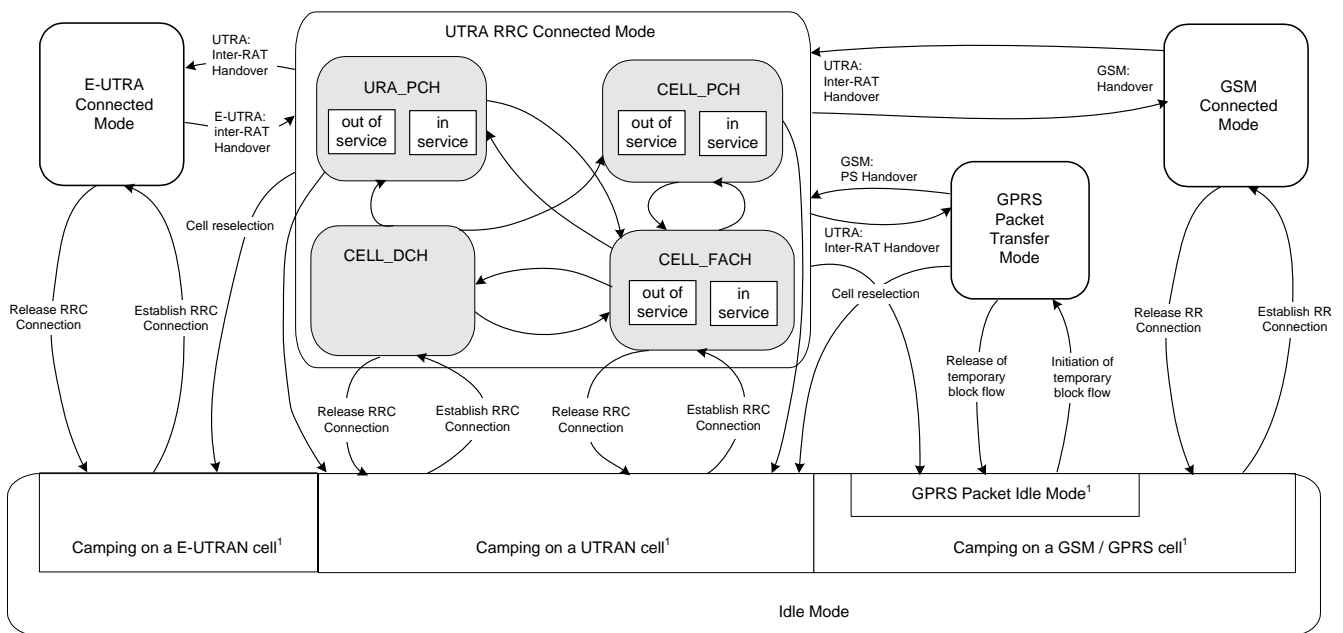 UTRA RRC Connected Mode
UTRA:
Inter-RAT
Handover
E-UTRA
Connected
Mode
E-UTRA:
inter-RAT
Handover
URA_PCH
out of
service
in
service
CELL_PCH
out of
service
in
service
UTRA:
Inter-RAT
Handover
GSM:
Handover
GSM
Connected
Mode
GSM:
PS Handover
GPRS
Packet
Transfer
Mode
UTRA:
Inter-RAT Handover
Cell reselection
CELL_DCH
CELL_FACH
out of
service
in
service
Cell reselection
Release RRC
Connection
Establish RRC
Connection
Release RR
Connection
Establish RR
Connection
Release of
temporary
block flow
Initiation of
temporary
block flow
Release RRC
Connection
Establish RRC
Connection
Release RRC
Connection
Establish RRC
Connection
GPRS Packet Idle Mode¹
Camping on a E-UTRAN cell¹
Camping on a UTRAN cell¹
Camping on a GSM / GPRS cell¹
Idle Mode